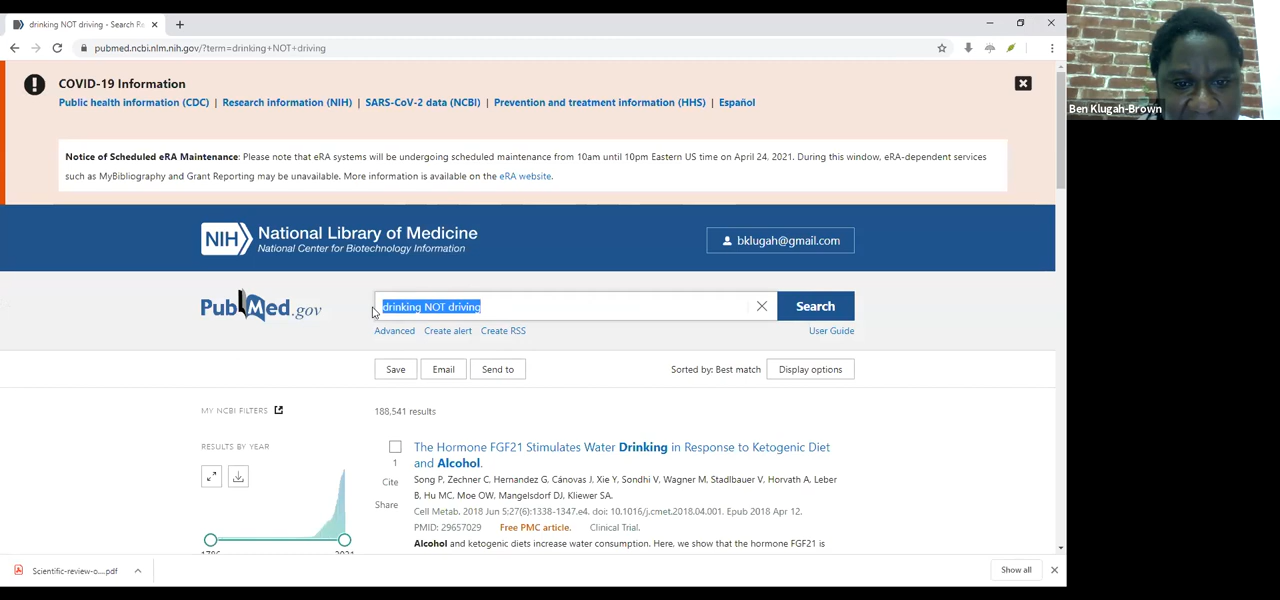 drinking NOT driving - Search Re
pubmed.ncbi.nlm.nih.gov/?term=drinking+NOT+driving
COVID-19 Information
Public health information (CDC) | Research information (NIH) | SARS-CoV-2 data (NCBI) | Prevention and treatment information (HHS) | Español
Notice of Scheduled eRA Maintenance: Please note that eRA systems will be undergoing scheduled maintenance from 10am until 10pm Eastern US time on April 24, 2021. During this window, eRA-dependent services
such as MyBibliography and Grant Reporting may be unavailable. More information is available on the eRA website.
NIH National Library of Medicine
National Center for Biotechnology Information
bklugah@gmail.com
PubMed.gov
drinking NOT driving
Search
Advanced Create alert Create RSS
User Guide
Save Email Send to
Sorted by: Best match Display options
MY NCBI FILTERS
188,541 results
RESULTS BY YEAR
The Hormone FGF21 Stimulates Water Drinking in Response to Ketogenic Diet
and Alcohol.
1
Cite
Share
Song P, Zechner C, Hernandez G, Cánovas J, Xie Y, Sondhi V, Wagner M, Stadlbauer V, Horvath A, Leber
B, Hu MC, Moe OW, Mangelsdorf DJ, Kliewer SA.
Cell Metab. 2018 Jun 5;27(6):1338-1347.e4. doi: 10.1016/j.cmet.2018.04.001. Epub 2018 Apr 12.
PMID: 29657029 Free PMC article. Clinical Trial.
Alcohol and ketogenic diets increase water consumption. Here, we show that the hormone FGF21 is
1786 2021
Scientific-review-o....pdf
Show all
Ben Klugah-Brown